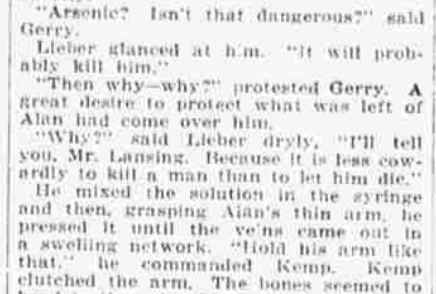 "Arsenic? Isn't that dangerous?" said
Gerry.
Lieber glanced at him. "It will prob-
ably kill him."
"Then why—why?" protested Gerry. A
great desire to protect what was left of
Alan had come over him.
"Why?" said Lieber dryly, "I'll tell
you, Mr. Lansing. Because it is less cow-
ardly to kill a man than to let him die."
He mixed the solution in the syringe
and then, grasping Alan's thin arm, he
pressed it until the veins came out in
a swelling network. "Hold his arm like
that," he commanded Kemp. Kemp
clutched the arm. The bones seemed to